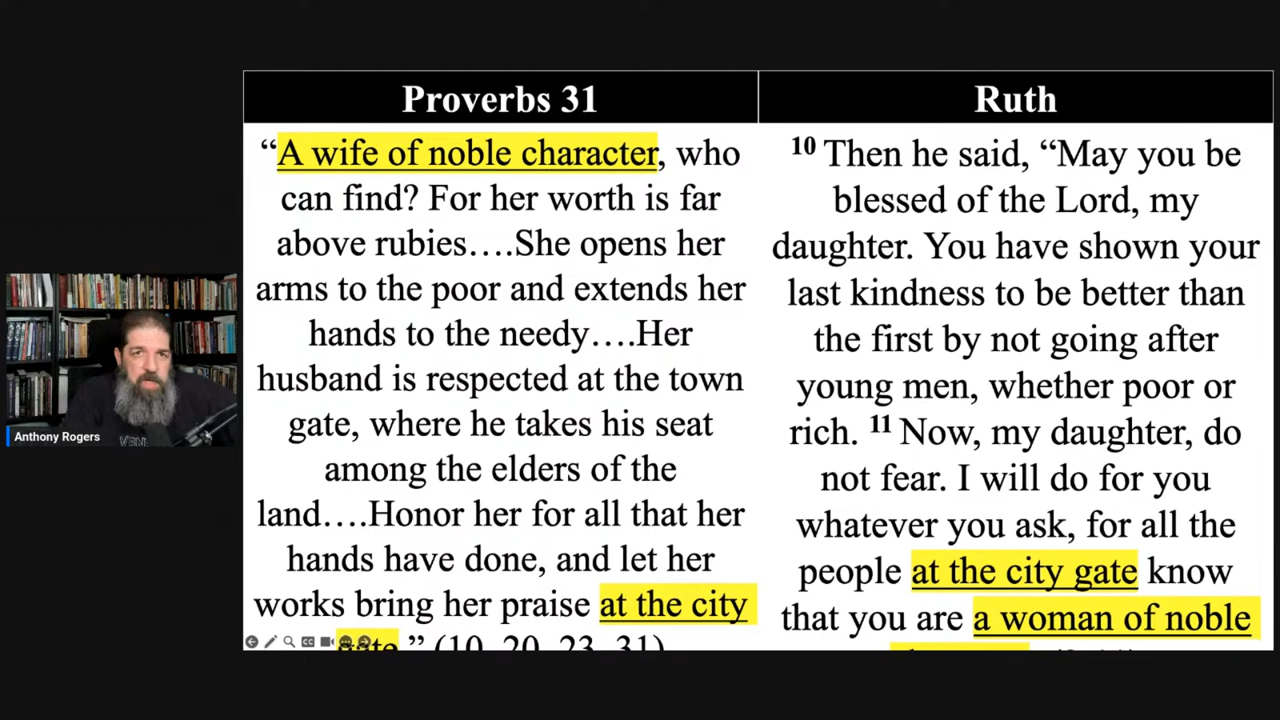 Proverbs 31
“A wife of noble character, who
can find? For her worth is far
above rubies….She opens her
arms to the poor and extends her
hands to the needy….Her
husband is respected at the town
gate, where he takes his seat
among the elders of the
land….Honor her for all that her
hands have done, and let her
works bring her praise at the city
gate.” (10, 20, 23, 31)
Ruth
10 Then he said, “May you be
blessed of the Lord, my
daughter. You have shown your
last kindness to be better than
the first by not going after
young men, whether poor or
rich. 11 Now, my daughter, do
not fear. I will do for you
whatever you ask, for all the
people at the city gate know
that you are a woman of noble
Anthony Rogers